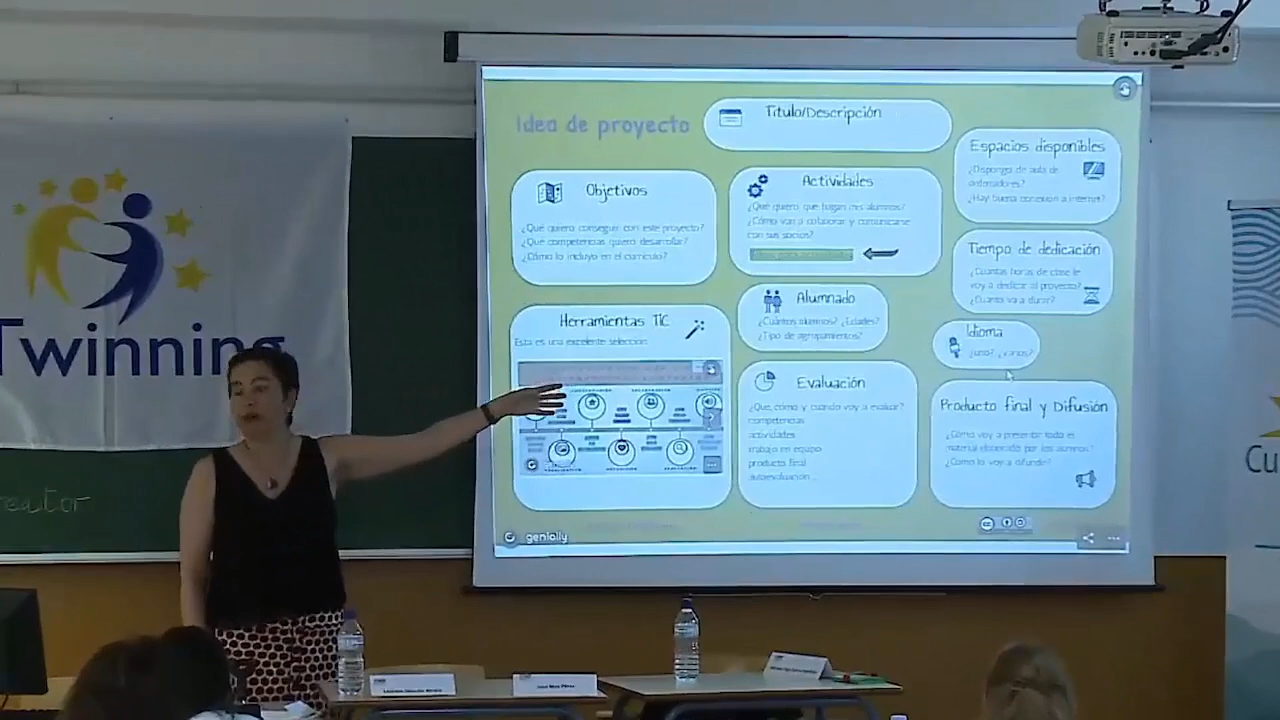 Twinning
reator
Idea de proyecto
Título/Descripción
Objetivos
¿Qué quiero conseguir con este proyecto?
¿Qué competencias quiero desarrollar?
¿Cómo lo incluyo en el currículo?
Actividades
¿Qué quiero que hagan mis alumnos?
¿Cómo van a colaborar y comunicarse
con sus socios?
Espacios disponibles
¿Dispongo de aula de
ordenadores?
¿Hay buena conexión a internet?
Tiempo de dedicación
¿Cuántas horas de clase le
voy a dedicar al proyecto?
¿Cuánto va a durar?
Herramientas TIC
Esta es una excelente selección
Alumnado
¿Cuántos alumnos? ¿Edades?
¿Tipo de agrupamientos?
Idioma
¿uno? ¿varios?
Evaluación
¿Qué, cómo y cuando voy a evaluar?
competencias
actividades
trabajo en equipo
producto final
autoevaluación...
Producto final y Difusión
¿Cómo voy a presentar todo el
material elaborado por los alumnos?
¿Cómo lo voy a difundir?
genially
Cu